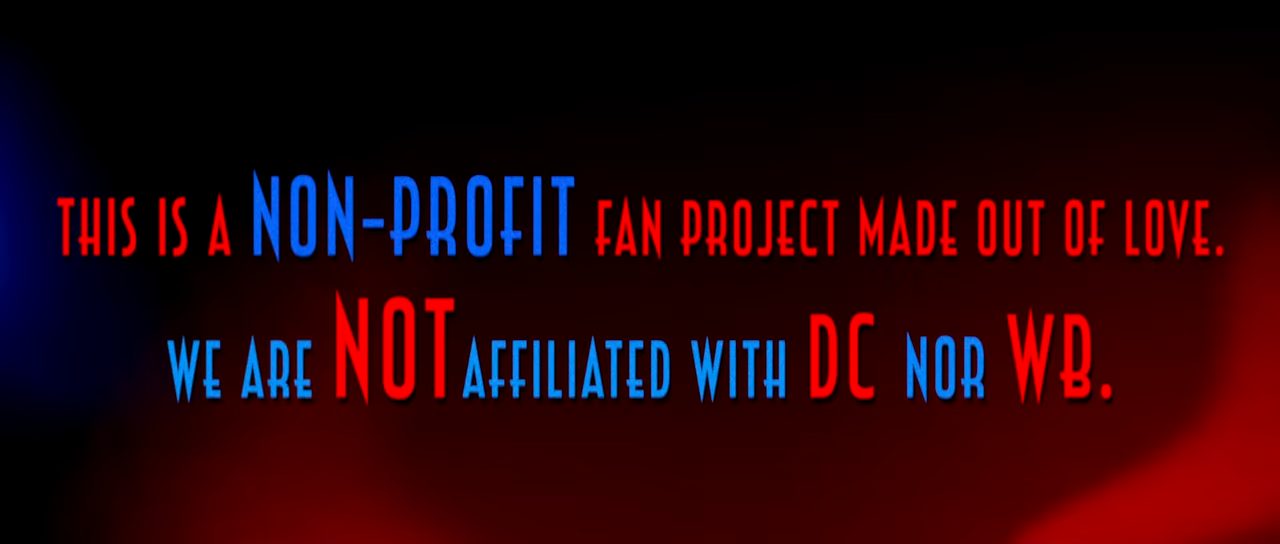 THIS IS A NON-PROFIT FAN PROJECT MADE OUT OF LOVE.
WE ARE NOT AFFILIATED WITH DC NOR WB.